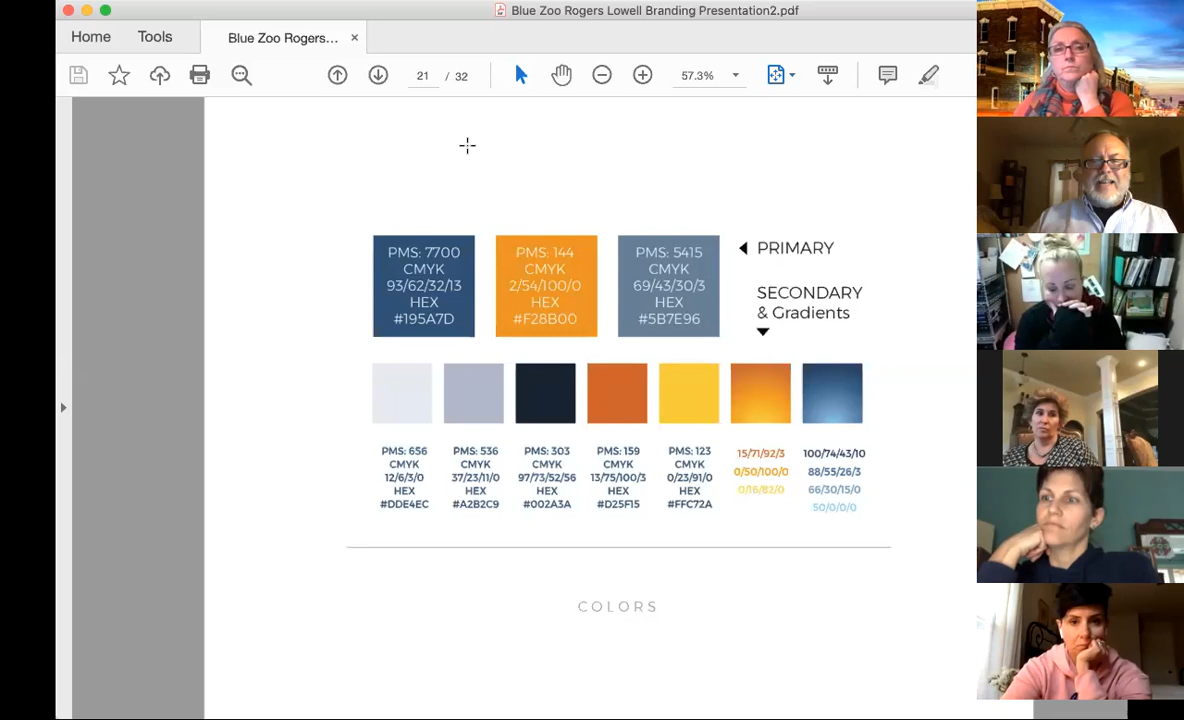 Blue Zoo Rogers Lowell Branding Presentation2.pdf
Home
Tools
Blue Zoo Rogers...
21 / 32
57.3%
PMS: 7700
CMYK
93/62/32/13
HEX
#195A7D
PMS: 144
CMYK
2/54/100/0
HEX
#F28B00
PMS: 5415
CMYK
69/43/30/3
HEX
#5B7E96
PRIMARY
SECONDARY
& Gradients
PMS: 656
CMYK
12/6/3/0
HEX
#DDE4EC
PMS: 536
CMYK
37/23/11/0
HEX
#A2B2C9
PMS: 303
CMYK
97/73/52/56
HEX
#002A3A
PMS: 159
CMYK
13/75/100/3
HEX
#D25F15
PMS: 123
CMYK
0/23/91/0
HEX
#FFC72A
15/71/92/3
0/50/100/0
0/16/82/0
100/74/43/10
88/55/26/3
66/30/15/0
50/0/0/0
COLORS